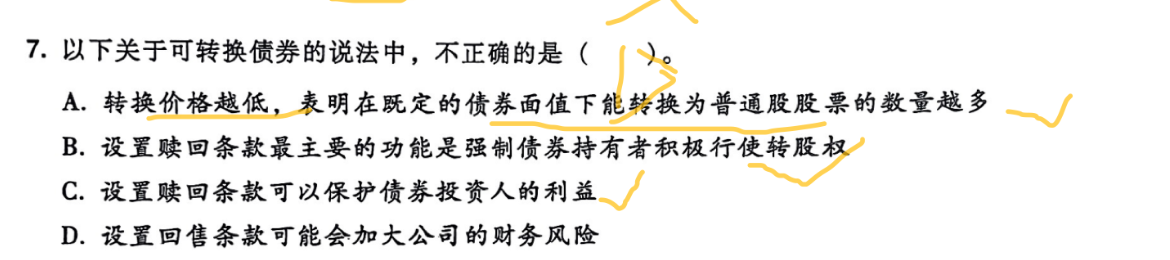 7. 以下关于可转换债券的说法中，不正确的是（ D ）。
A. 转换价格越低，表明在既定的债券面值下能转换为普通股股票的数量越多
B. 设置赎回条款最主要的功能是强制债券持有者积极行使转股权
C. 设置赎回条款可以保护债券投资人的利益
D. 设置回售条款可能会加大公司的财务风险